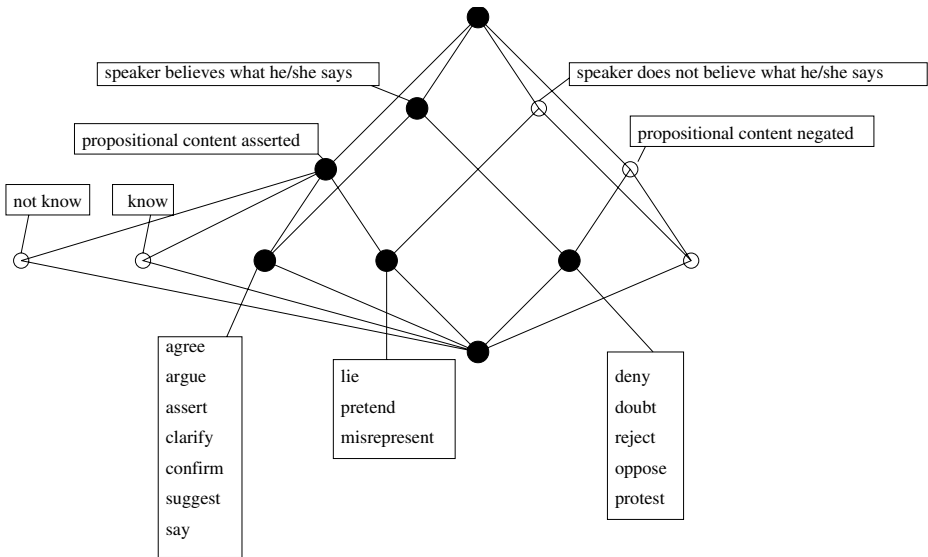 speaker believes what he/she says
speaker does not believe what he/she says
propositional content asserted
propositional content negated
not know
know
agree
argue
assert
clarify
confirm
suggest
say
lie
pretend
misrepresent
deny
doubt
reject
oppose
protest